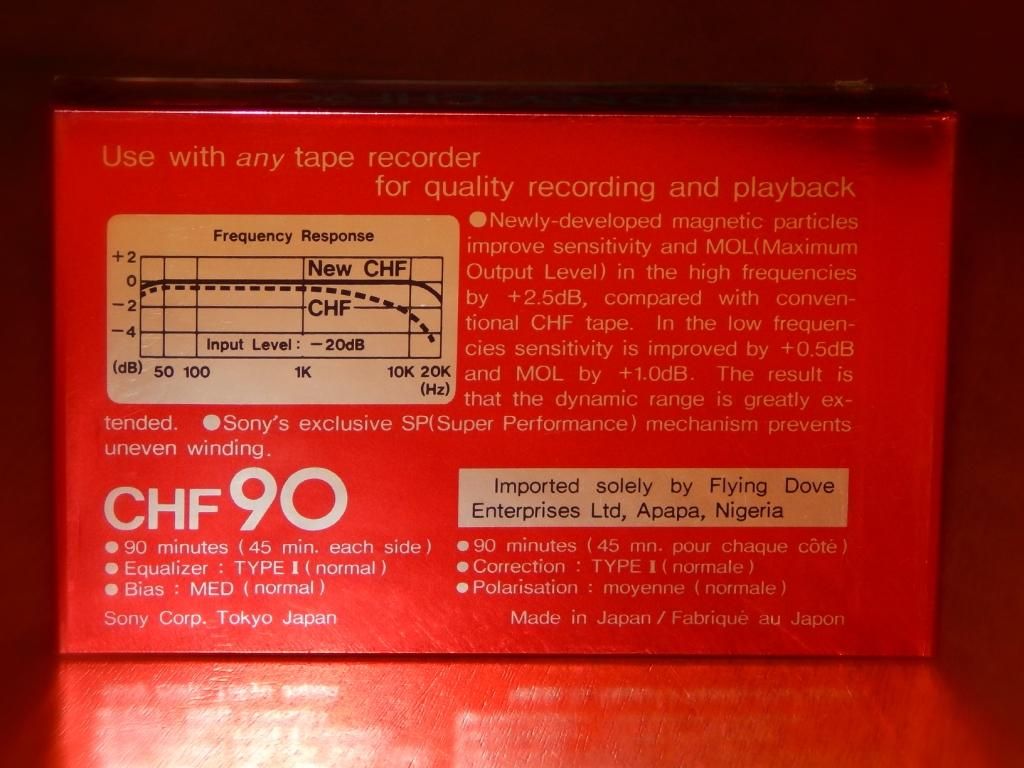 Use with any tape recorder
for quality recording and playback
Frequency Response
+2
0
−2
−4
New CHF
CHF
Input Level: −20dB
(dB) 50 100 1K 10K 20K
(Hz)
●Newly-developed magnetic particles
improve sensitivity and MOL(Maximum
Output Level) in the high frequencies
by +2.5dB, compared with conven-
tional CHF tape. In the low frequen-
cies sensitivity is improved by +0.5dB
and MOL by +1.0dB. The result is
that the dynamic range is greatly ex-
tended. ●Sony's exclusive SP(Super Performance) mechanism prevents
uneven winding.
CHF 90
Imported solely by Flying Dove
Enterprises Ltd, Apapa, Nigeria
●90 minutes (45 min. each side)
●Equalizer : TYPE I (normal)
●Bias : MED (normal)
●90 minutes (45 mn. pour chaque côté)
●Correction : TYPE I (normale)
●Polarisation : moyenne (normale)
Sony Corp. Tokyo Japan
Made in Japan / Fabriqué au Japon